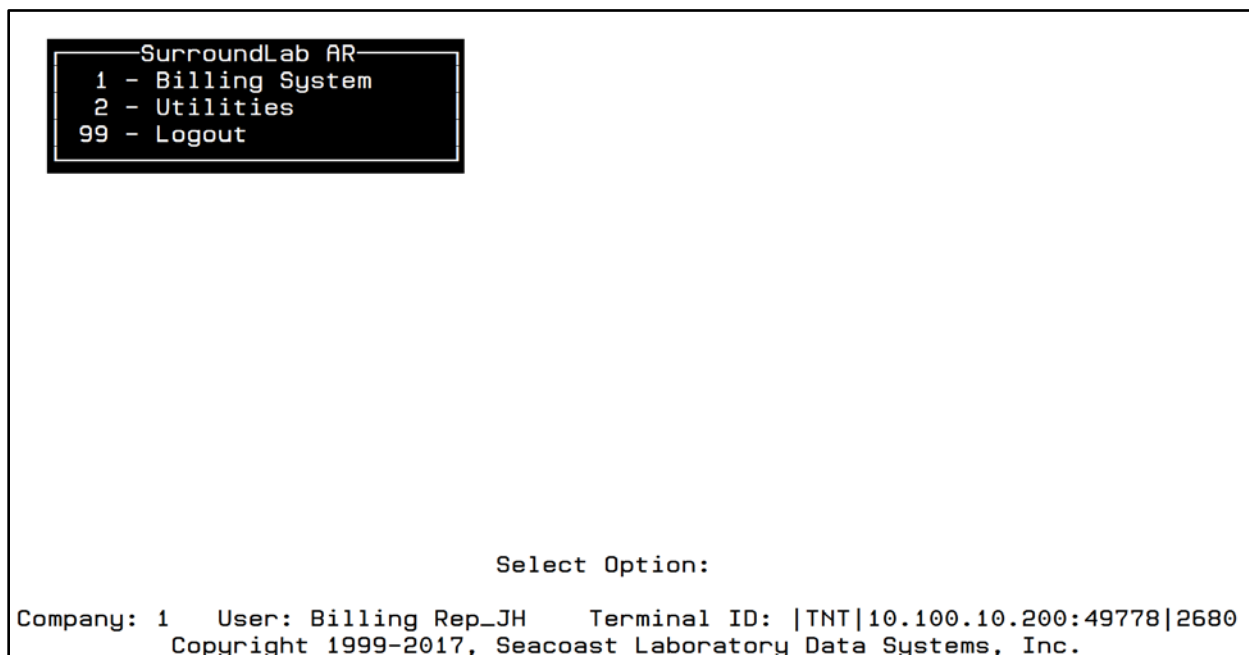 SurroundLab AR
1 - Billing System
2 - Utilities
99 - Logout
Select Option:
Company: 1 User: Billing Rep_JH Terminal ID: |TNT|10.100.10.200:49778|2680
Copyright 1999-2017, Seacoast Laboratory Data Systems, Inc.